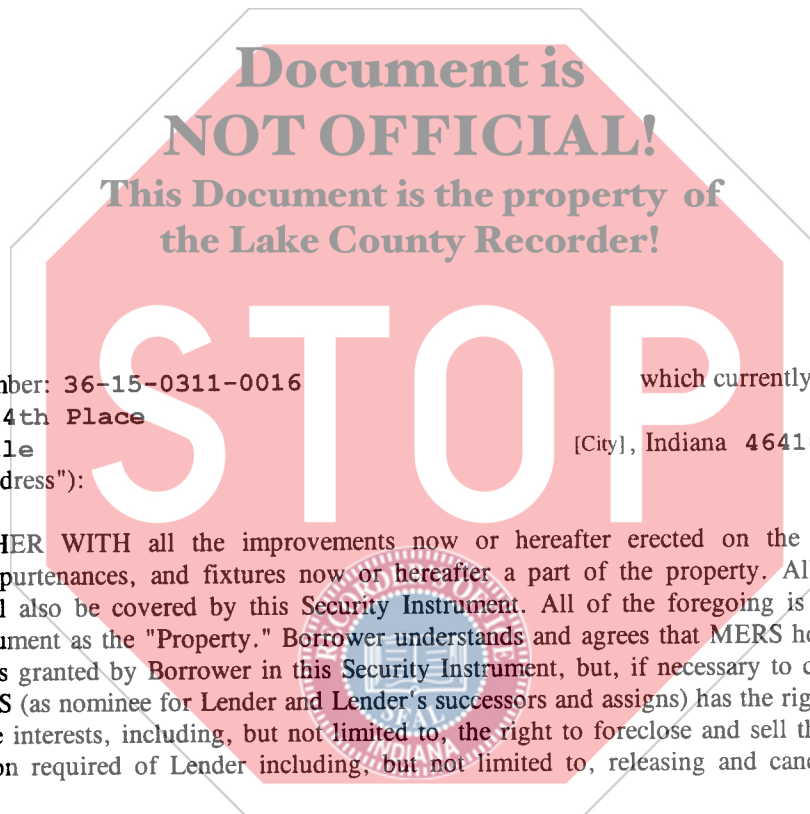 Document is
NOT OFFICIAL!
This Document is the property of
the Lake County Recorder!
STOP
nber: 36-15-0311-0016 which currently
4th Place
le [City], Indiana 4641
dress"):
HER WITH all the improvements now or hereafter erected on the
purtenances, and fixtures now or hereafter a part of the property. Al
l also be covered by this Security Instrument. All of the foregoing is
ument as the "Property." Borrower understands and agrees that MERS ho
s granted by Borrower in this Security Instrument, but, if necessary to c
S (as nominee for Lender and Lender's successors and assigns) has the rig
e interests, including, but not limited to, the right to foreclose and sell th
on required of Lender including, but not limited to, releasing and canc
SEAL
INDIANA